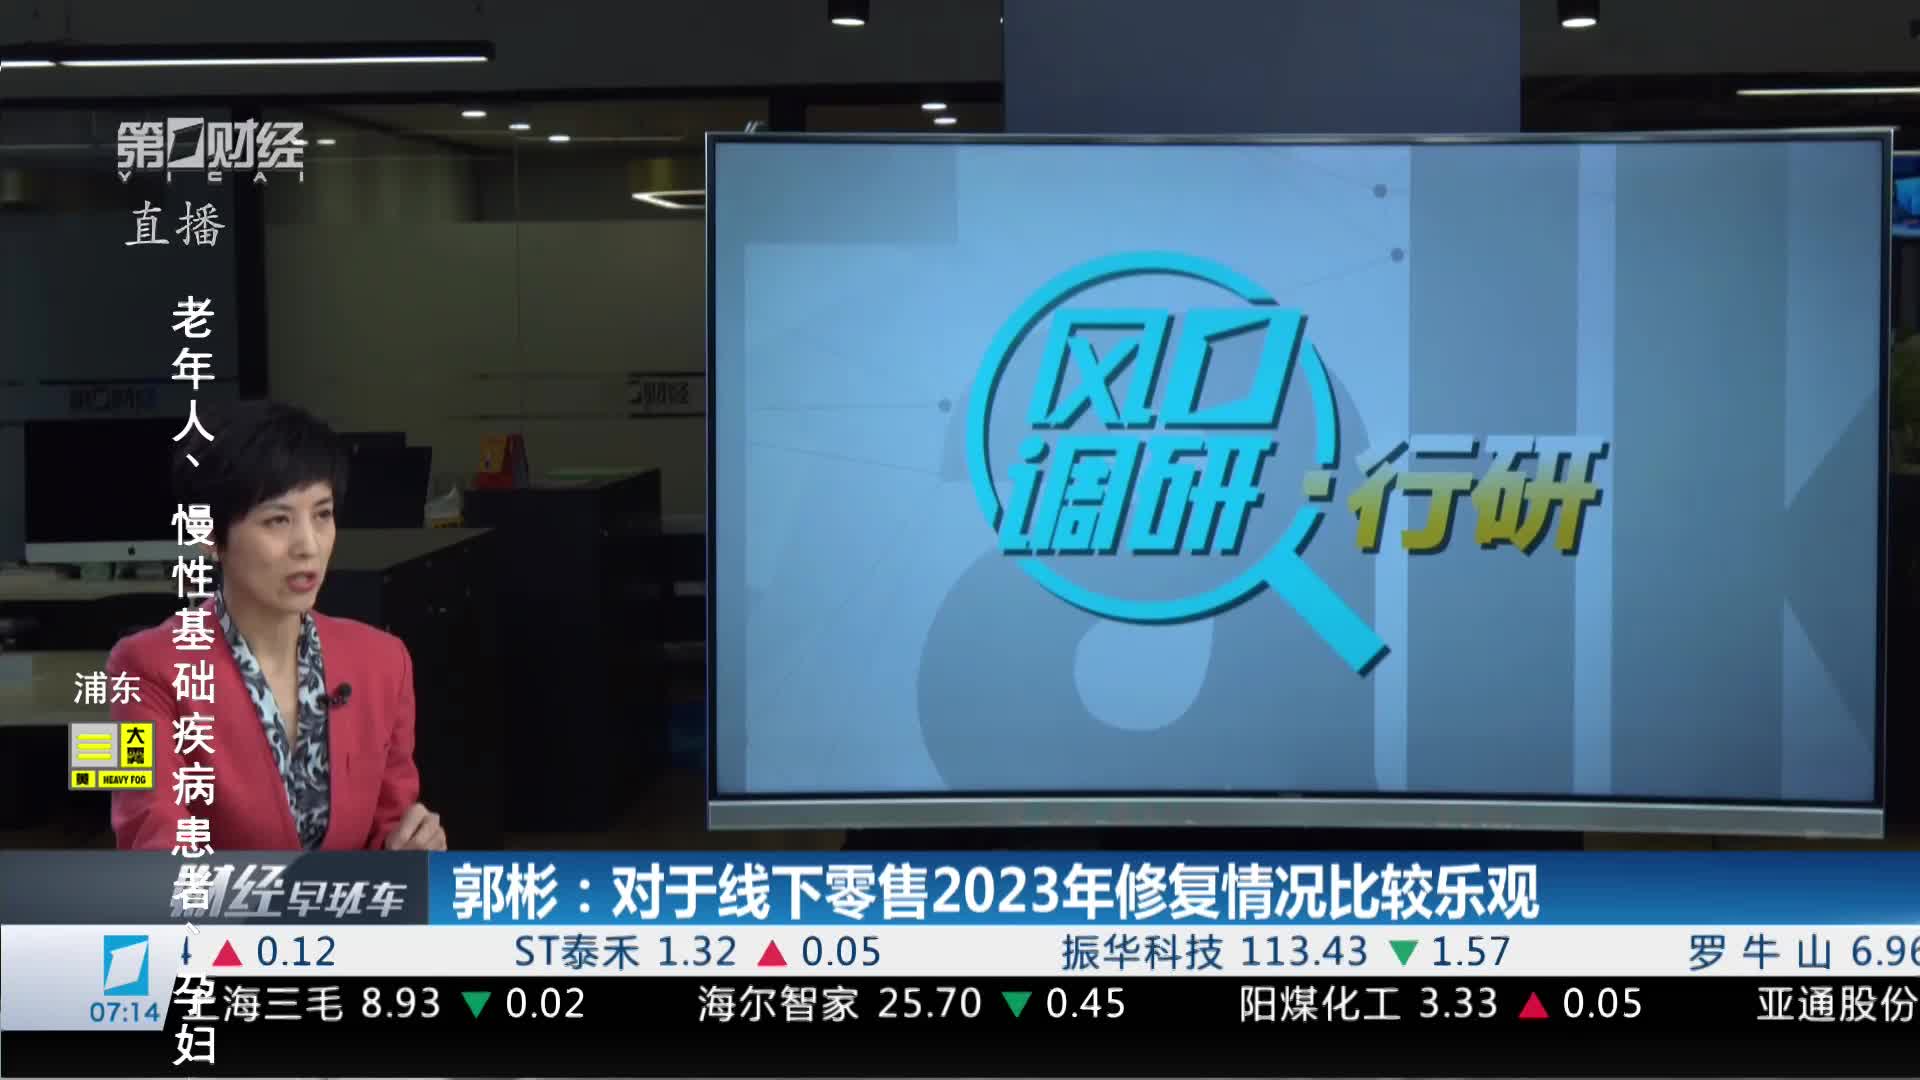 第一财经
YICAI
直播
老年人、慢性基础疾病患者、孕妇
浦东
大雾
黄 HEAVY FOG
风口
调研:行研
财经早班车
郭彬：对于线下零售2023年修复情况比较乐观
▲ 0.12 ST泰禾 1.32 ▲ 0.05 振华科技 113.43 ▼ 1.57 罗牛山 6.96
07:14
上海三毛 8.93 ▼ 0.02 海尔智家 25.70 ▼ 0.45 阳煤化工 3.33 ▲ 0.05 亚通股份